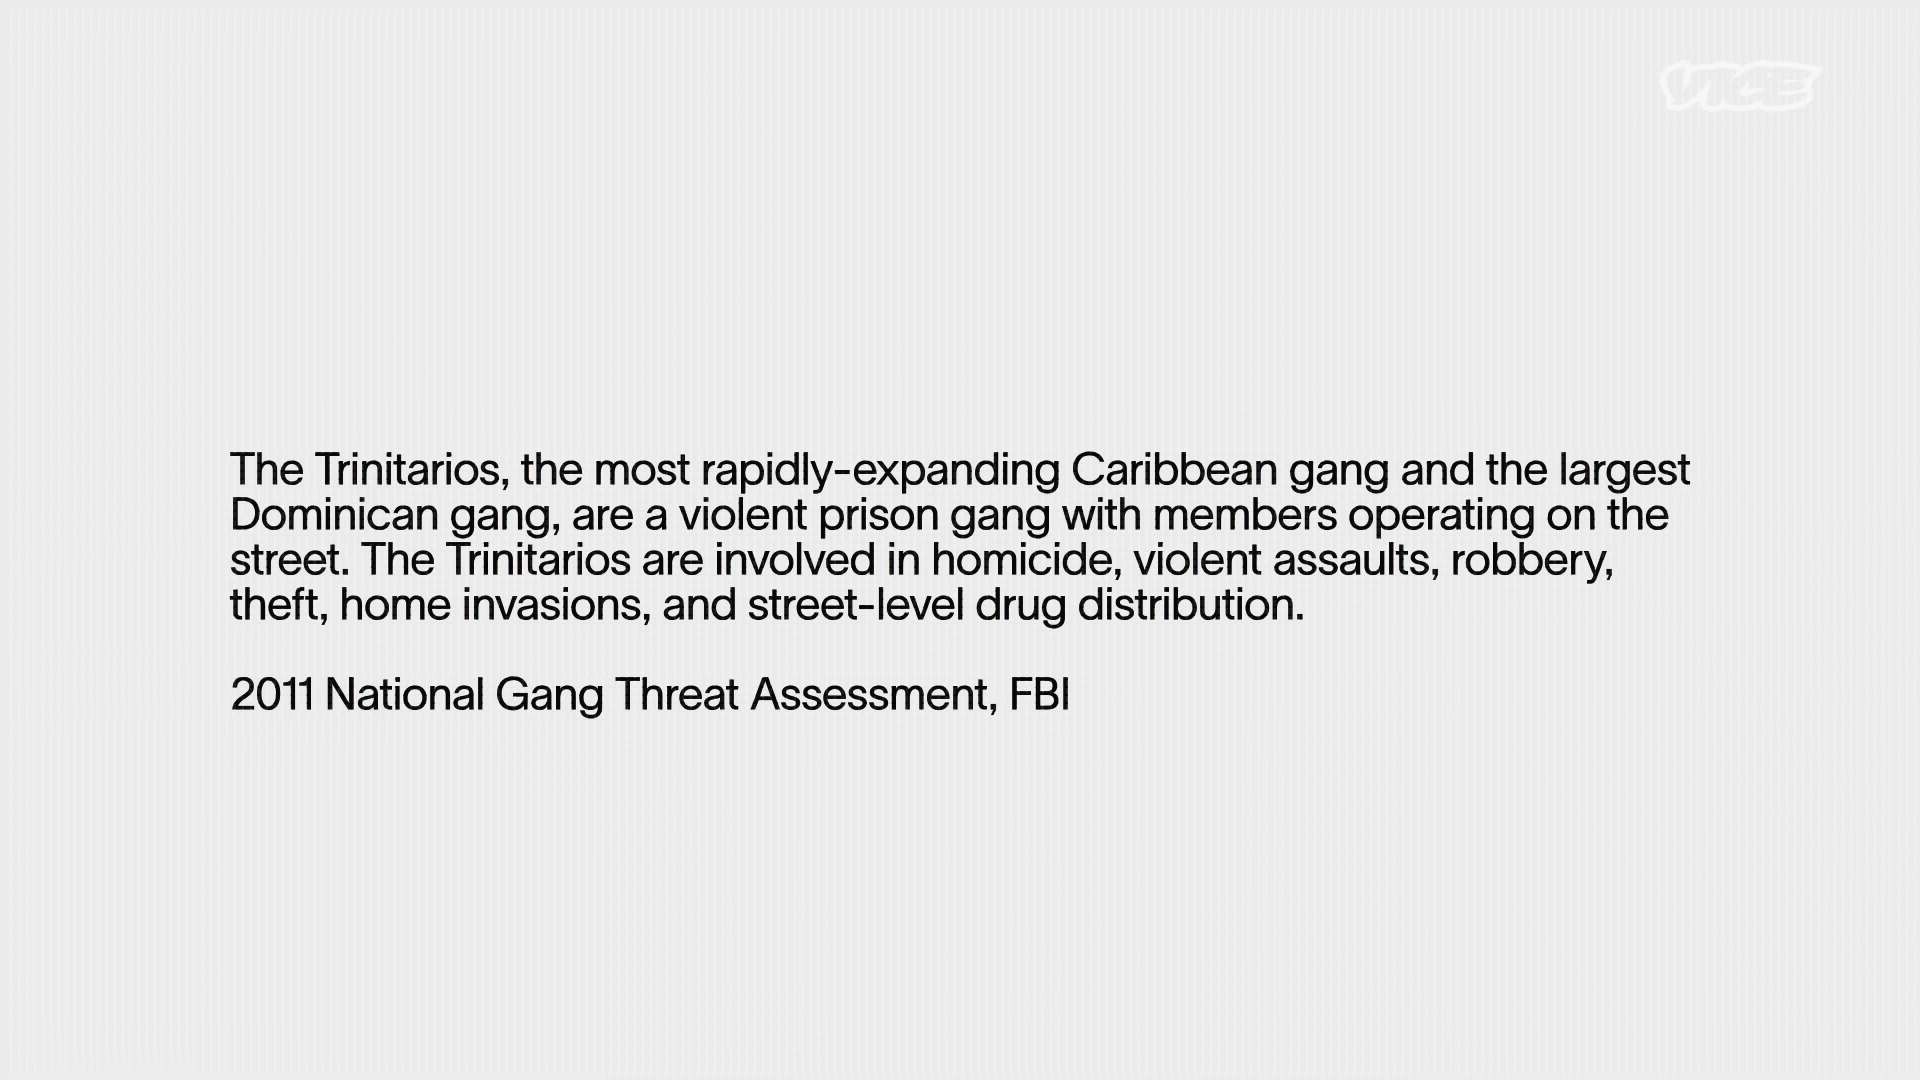 VICE
The Trinitarios, the most rapidly-expanding Caribbean gang and the largest
Dominican gang, are a violent prison gang with members operating on the
street. The Trinitarios are involved in homicide, violent assaults, robbery,
theft, home invasions, and street-level drug distribution.
2011 National Gang Threat Assessment, FBI